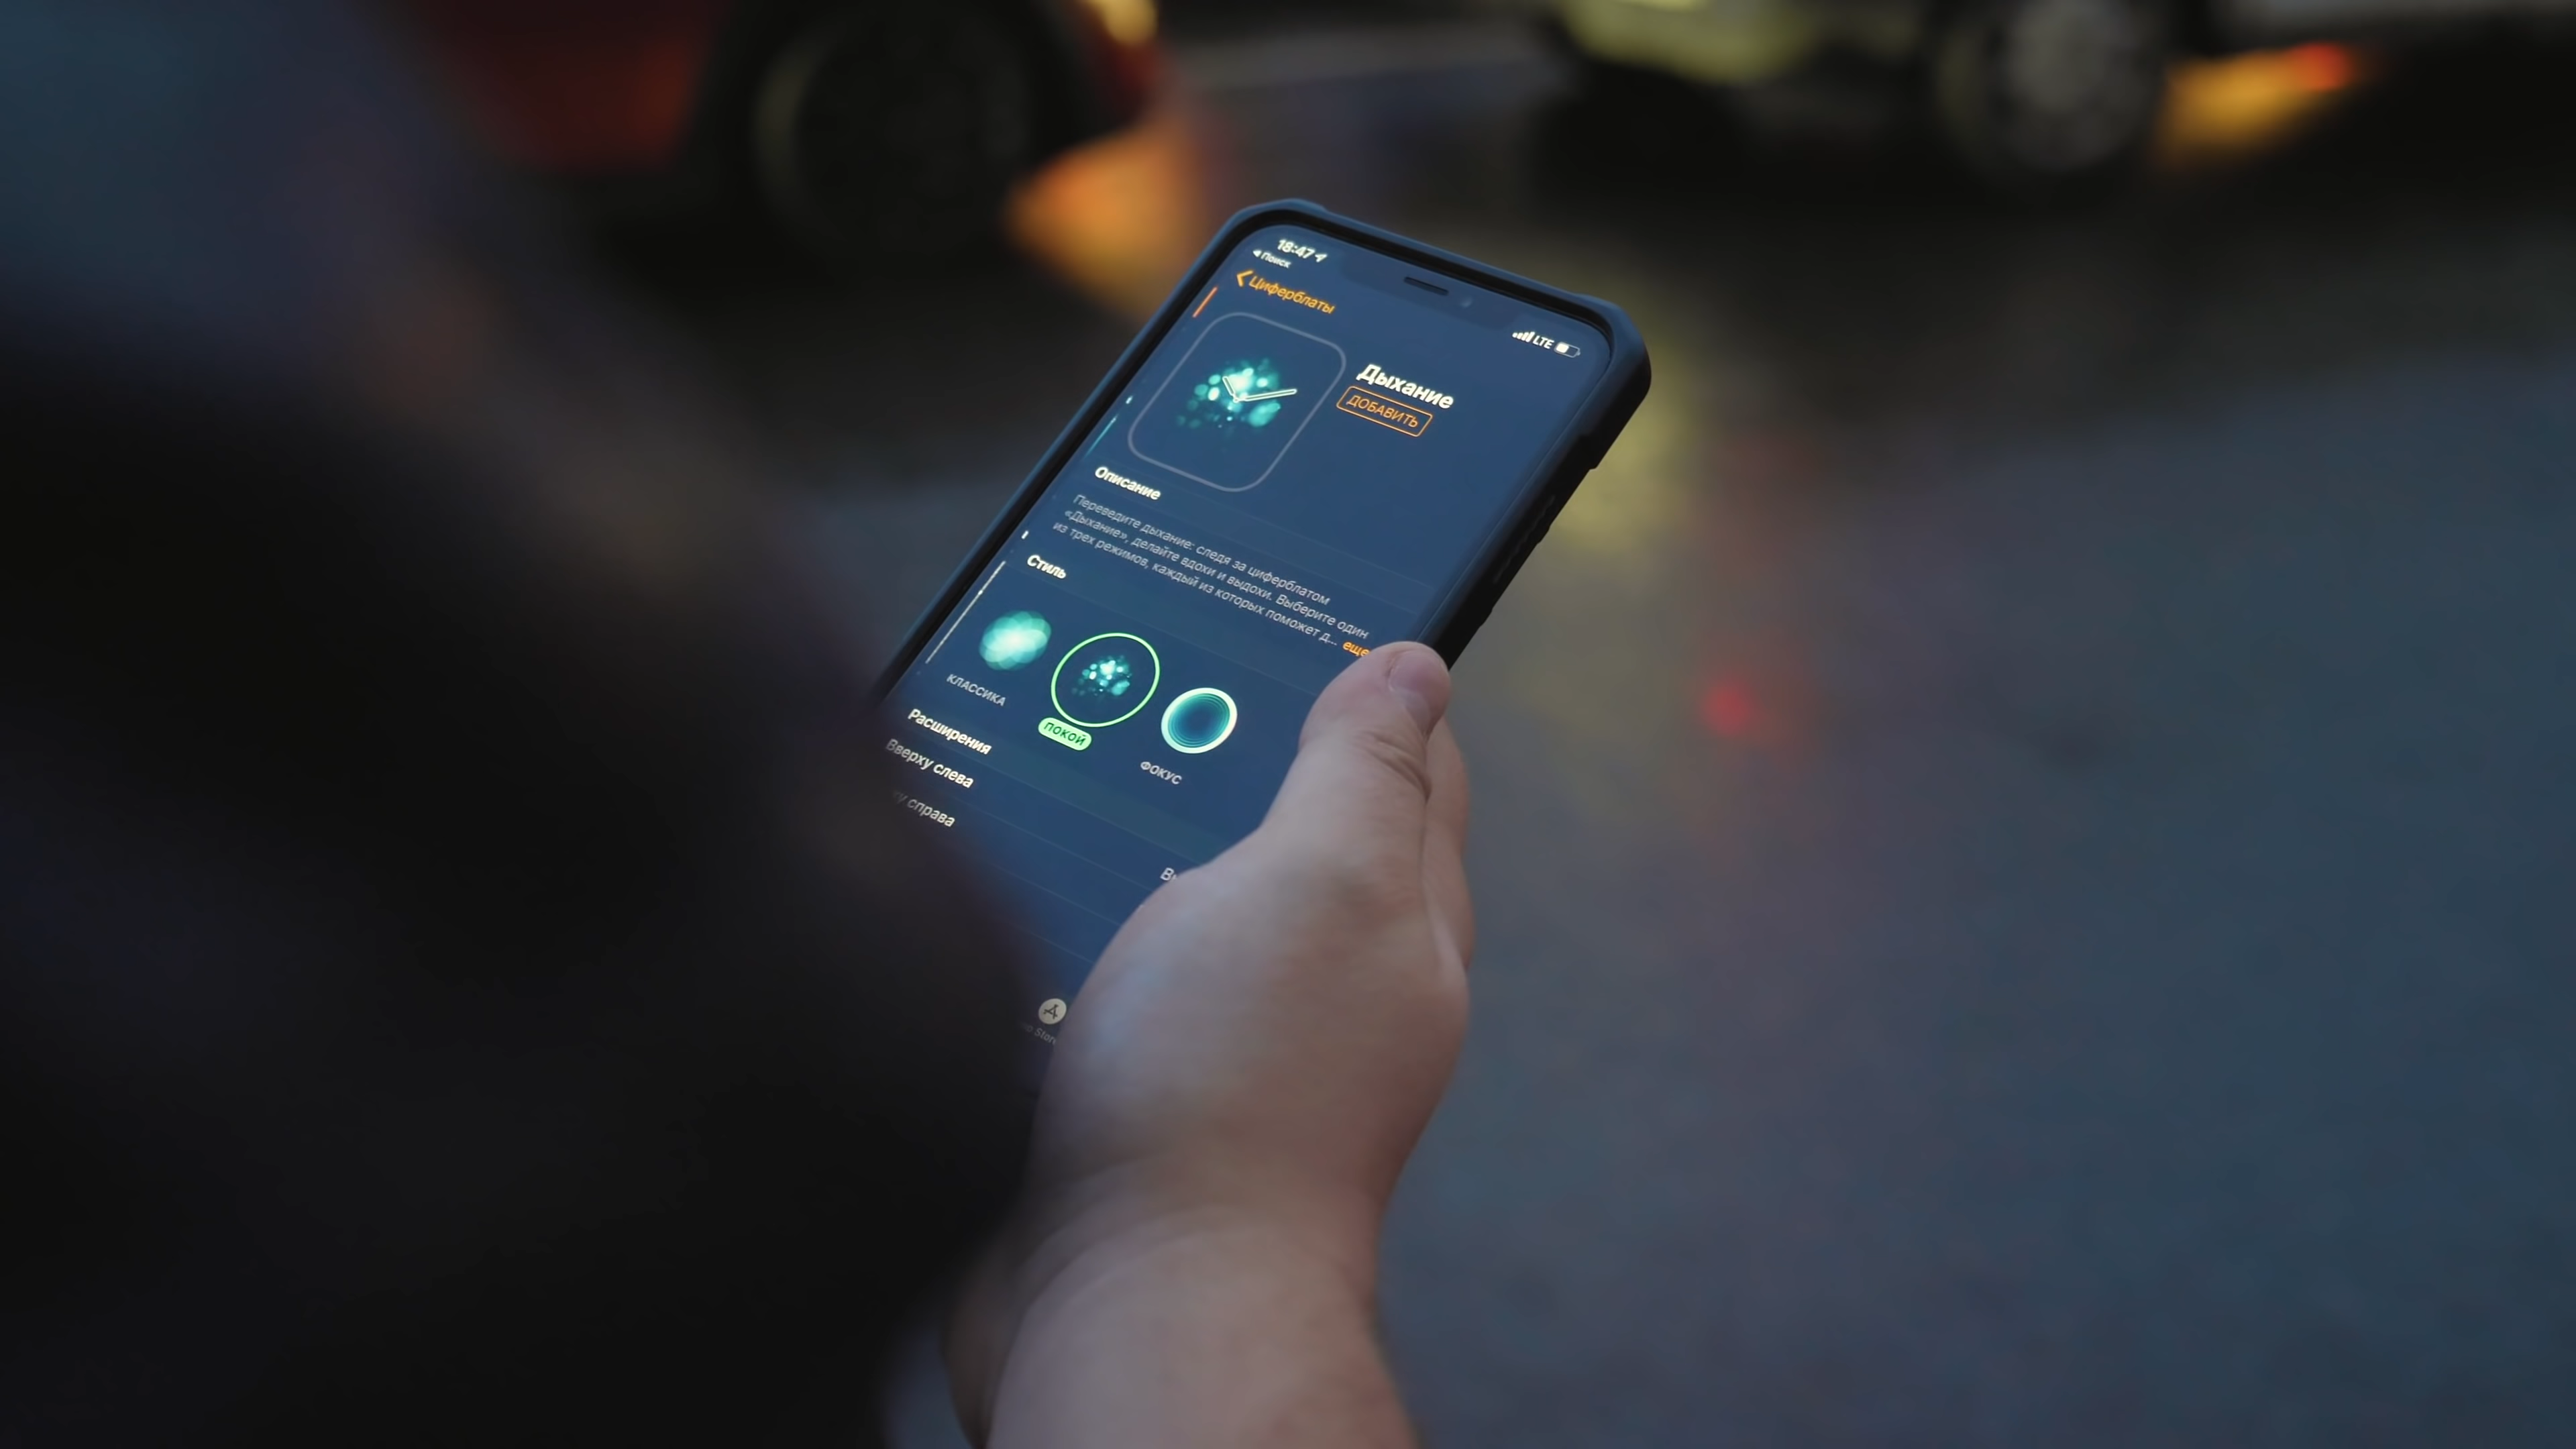 18:47
Поиск
Циферблаты
LTE
Дыхание
ДОБАВИТЬ
Описание
Переведите дыхание: следя за циферблатом
«Дыхание», делайте вдохи и выдохи. Выберите один
из трех режимов, каждый из которых поможет д... еще
Стиль
КЛАССИКА
ПОКОЙ
ФОКУС
Расширения
Вверху слева
справа